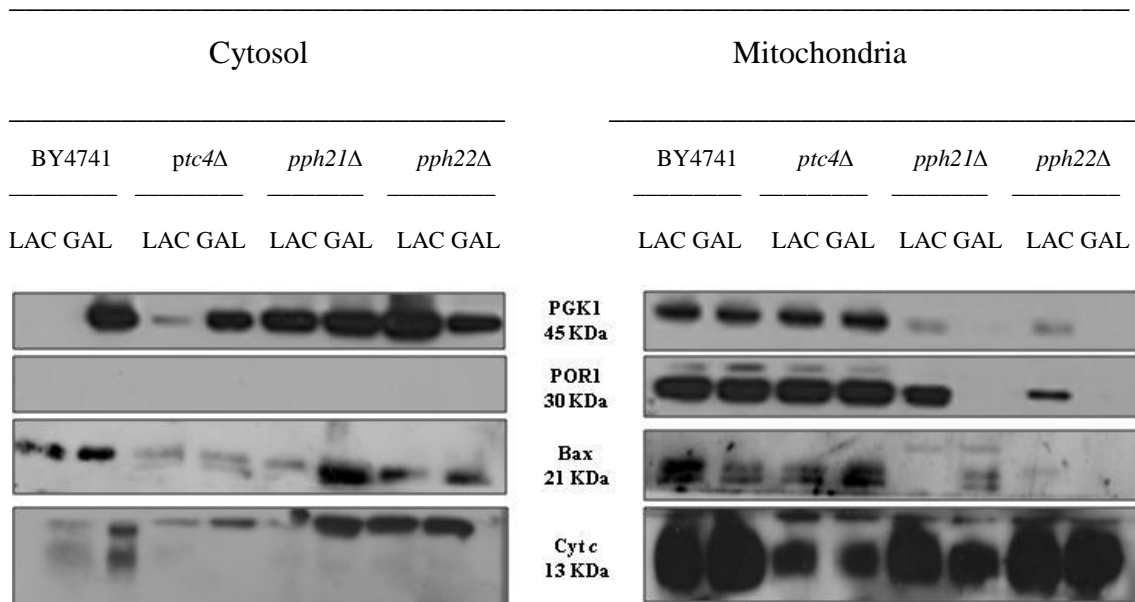 Cytosol Mitochondria
BY4741 ptc4Δ pph21Δ pph22Δ BY4741 ptc4Δ pph21Δ pph22Δ
LAC GAL LAC GAL LAC GAL LAC GAL LAC GAL LAC GAL LAC GAL LAC GAL
PGK1
45 KDa
POR1
30 KDa
Bax
21 KDa
Cyt c
13 KDa